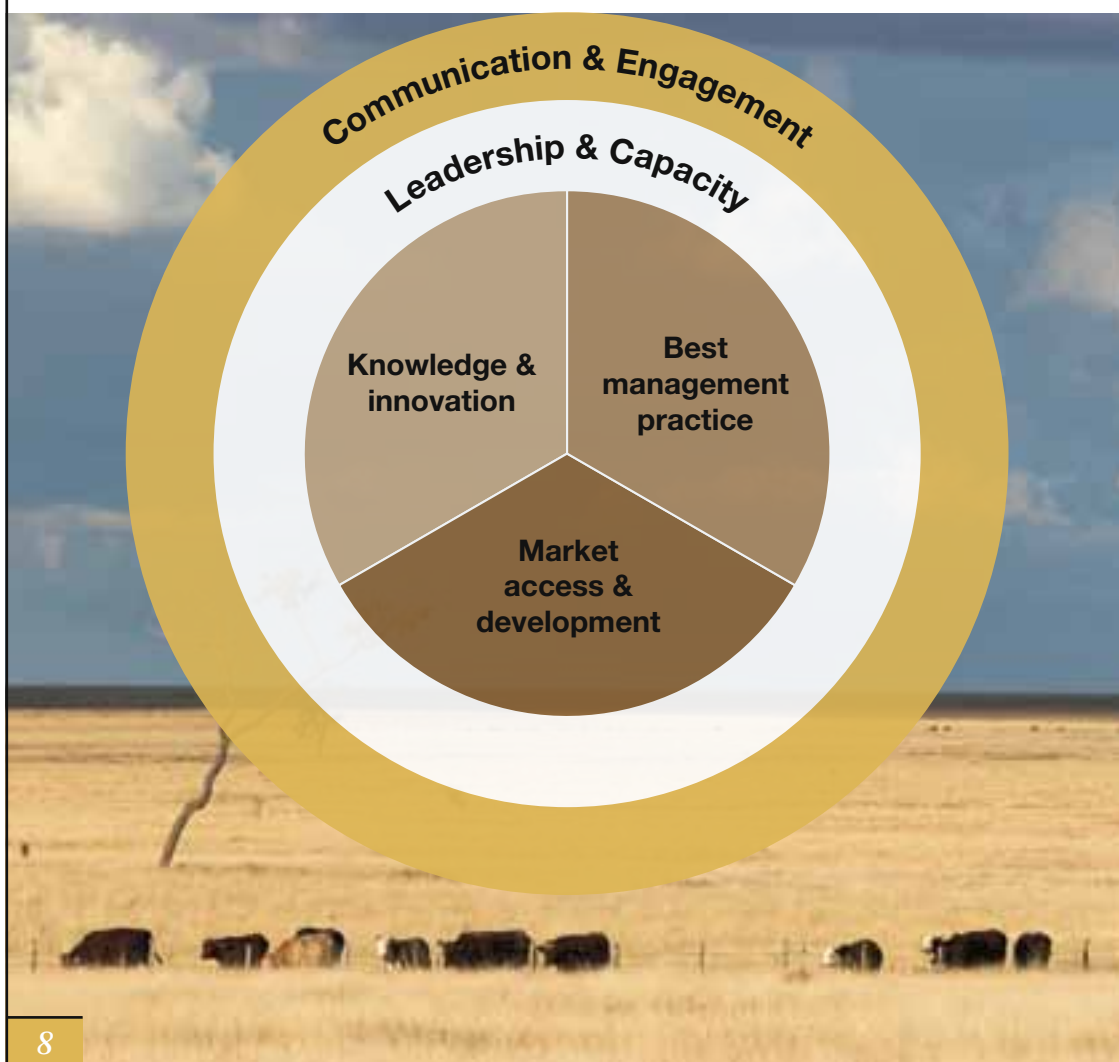 Communication & Engagement
Leadership & Capacity
Knowledge &
innovation
Best
management
practice
Market
access &
development
8